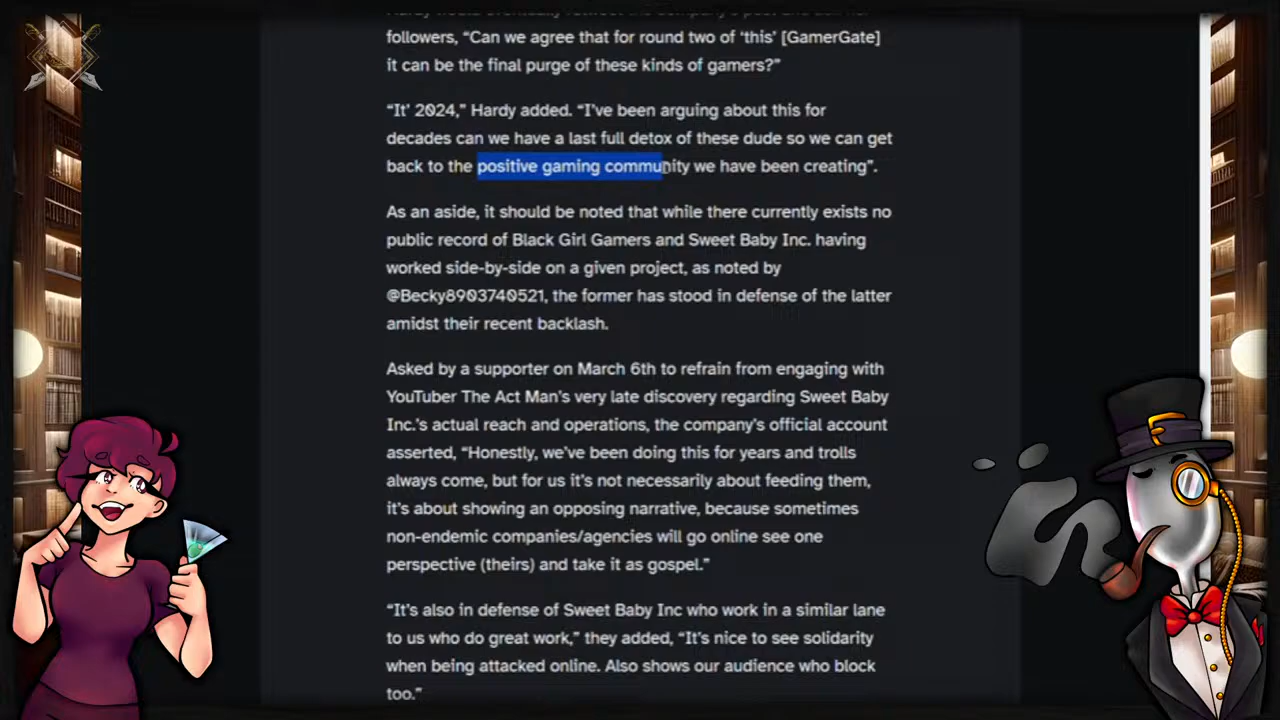 followers, “Can we agree that for round two of ‘this’ [GamerGate]
it can be the final purge of these kinds of gamers?”
“It’ 2024,” Hardy added. “I’ve been arguing about this for
decades can we have a last full detox of these dude so we can get
back to the positive gaming community we have been creating”.
As an aside, it should be noted that while there currently exists no
public record of Black Girl Gamers and Sweet Baby Inc. having
worked side-by-side on a given project, as noted by
@Becky8903740521, the former has stood in defense of the latter
amidst their recent backlash.
Asked by a supporter on March 6th to refrain from engaging with
YouTuber The Act Man’s very late discovery regarding Sweet Baby
Inc.’s actual reach and operations, the company’s official account
asserted, “Honestly, we’ve been doing this for years and trolls
always come, but for us it’s not necessarily about feeding them,
it’s about showing an opposing narrative, because sometimes
non-endemic companies/agencies will go online see one
perspective (theirs) and take it as gospel.”
“It’s also in defense of Sweet Baby Inc who work in a similar lane
to us who do great work,” they added, “It’s nice to see solidarity
when being attacked online. Also shows our audience who block
too.”